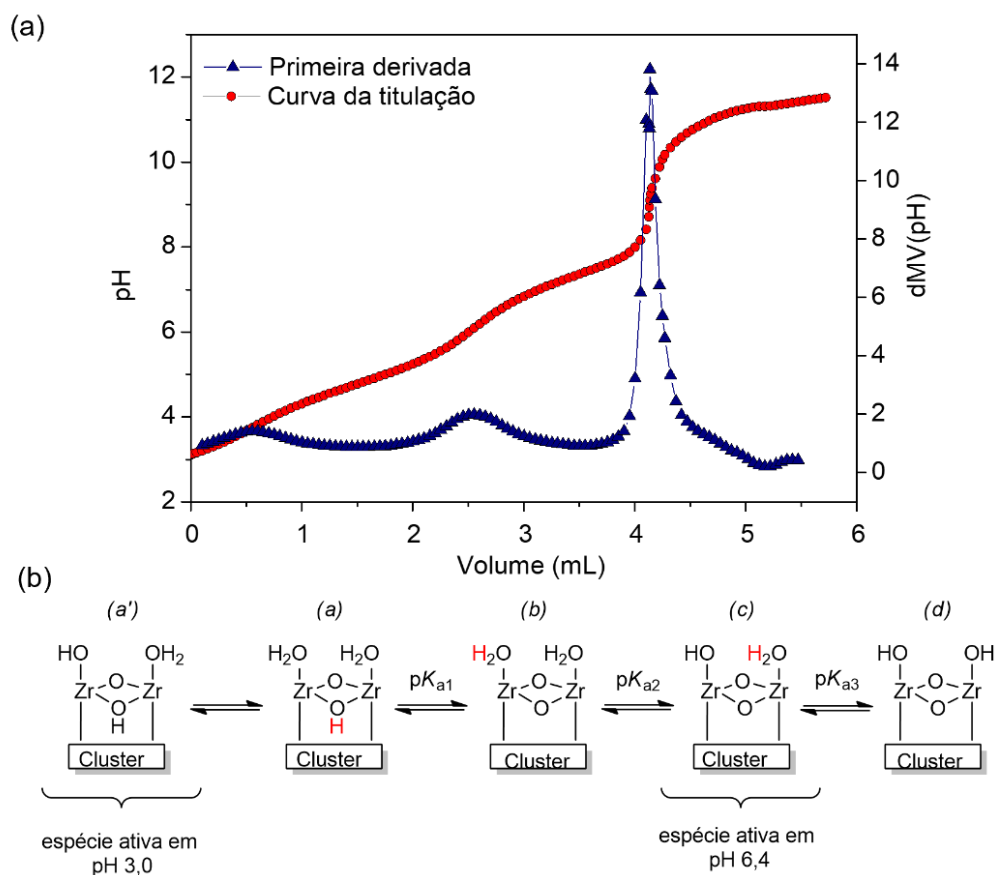 (a)
Primeira derivada
Curva da titulação
12
10
8
6
4
2
pH
14
12
10
8
6
4
2
0
dMV(pH)
0 1 2 3 4 5 6
Volume (mL)
(b)
(a') (a) (b) (c) (d)
HO OH2 H2O H2O H2O H2O HO H2O HO OH
pKa1 pKa2 pKa3
Zr O Zr Zr O Zr Zr O Zr Zr O Zr Zr O Zr
O O O O O
H H
Cluster Cluster Cluster Cluster Cluster
espécie ativa em
pH 3,0
espécie ativa em
pH 6,4